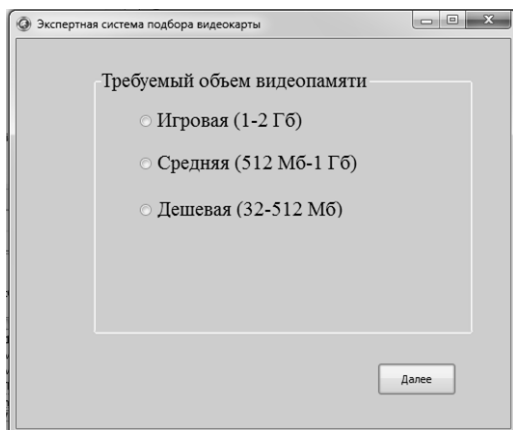 Экспертная система подбора видеокарты
Требуемый объем видеопамяти
Игровая (1-2 Гб)
Средняя (512 Мб-1 Гб)
Дешевая (32-512 Мб)
Далее